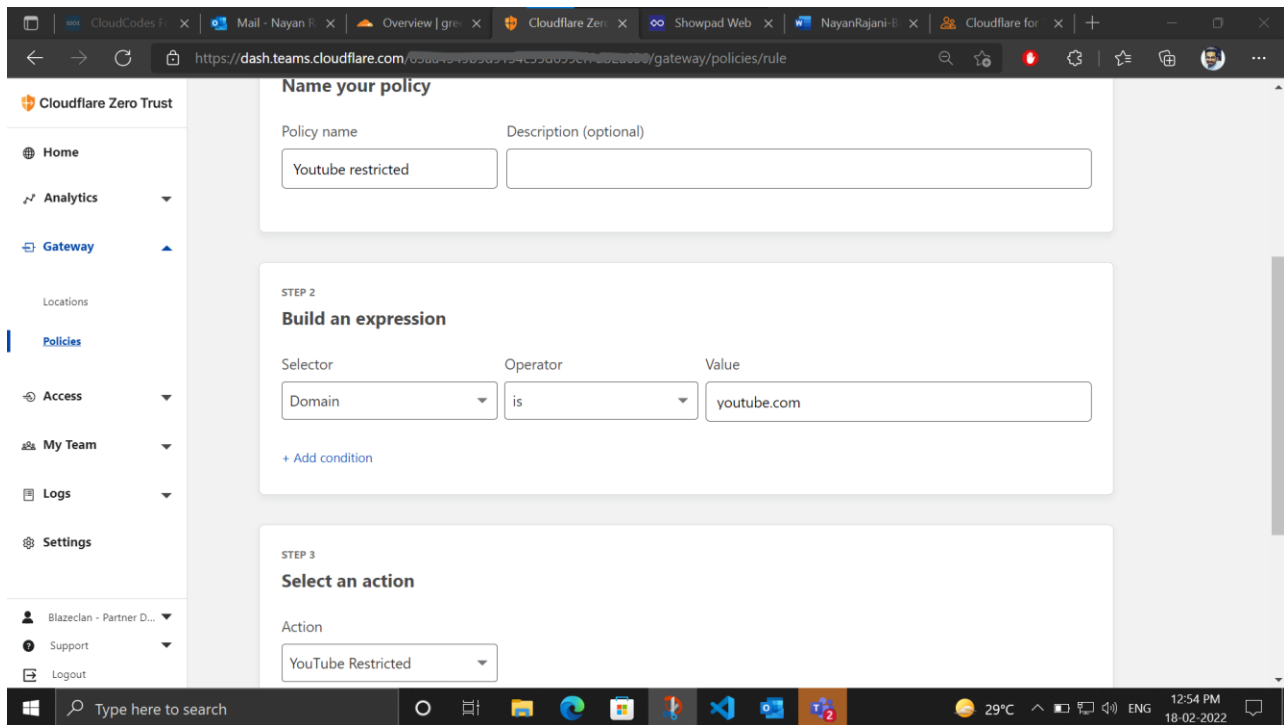 CloudCodes F
Mail - Nayan R
Overview | gre
Cloudflare Zero
Showpad Web
NayanRajani-B
Cloudflare for
https://dash.teams.cloudflare.com/ /gateway/policies/rule
Cloudflare Zero Trust
Home
Analytics
Gateway
Locations
Policies
Access
My Team
Logs
Settings
Blazeclan - Partner D...
Support
Logout
Name your policy
Policy name Description (optional)
Youtube restricted
STEP 2
Build an expression
Selector Operator Value
Domain is youtube.com
+ Add condition
STEP 3
Select an action
Action
YouTube Restricted
Type here to search
2
29°C ENG 12:54 PM
18-02-2022